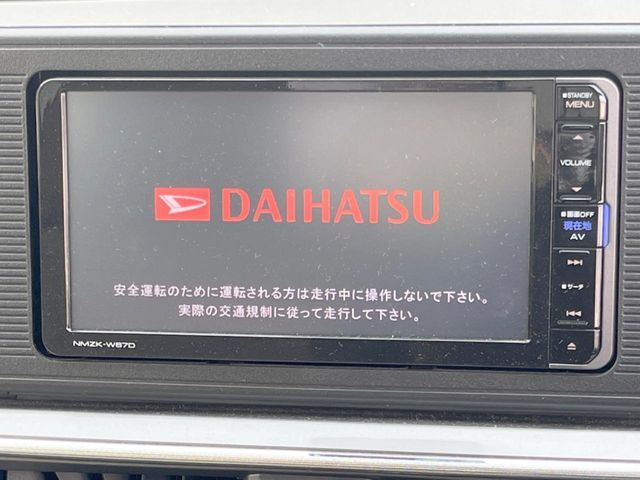 STANDBY
MENU
VOLUME
画面OFF
現在地
AV
サーチ
DAIHATSU
安全運転のために運転される方は走行中に操作しないで下さい。
実際の交通規制に従って走行して下さい。
NMZK-W67D